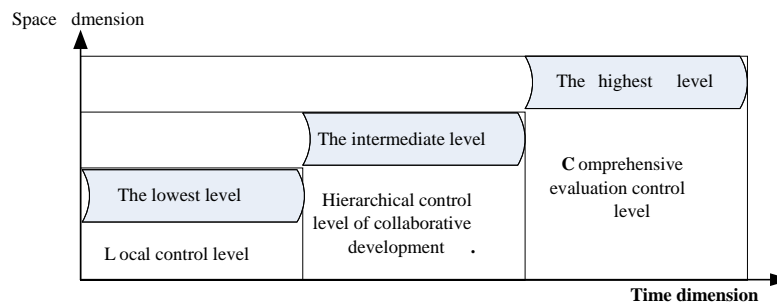 Space dmension
The highest level
The intermediate level
C omprehensive
evaluation control
level
The lowest level
Hierarchical control
level of collaborative
development .
L ocal control level
Time dimension